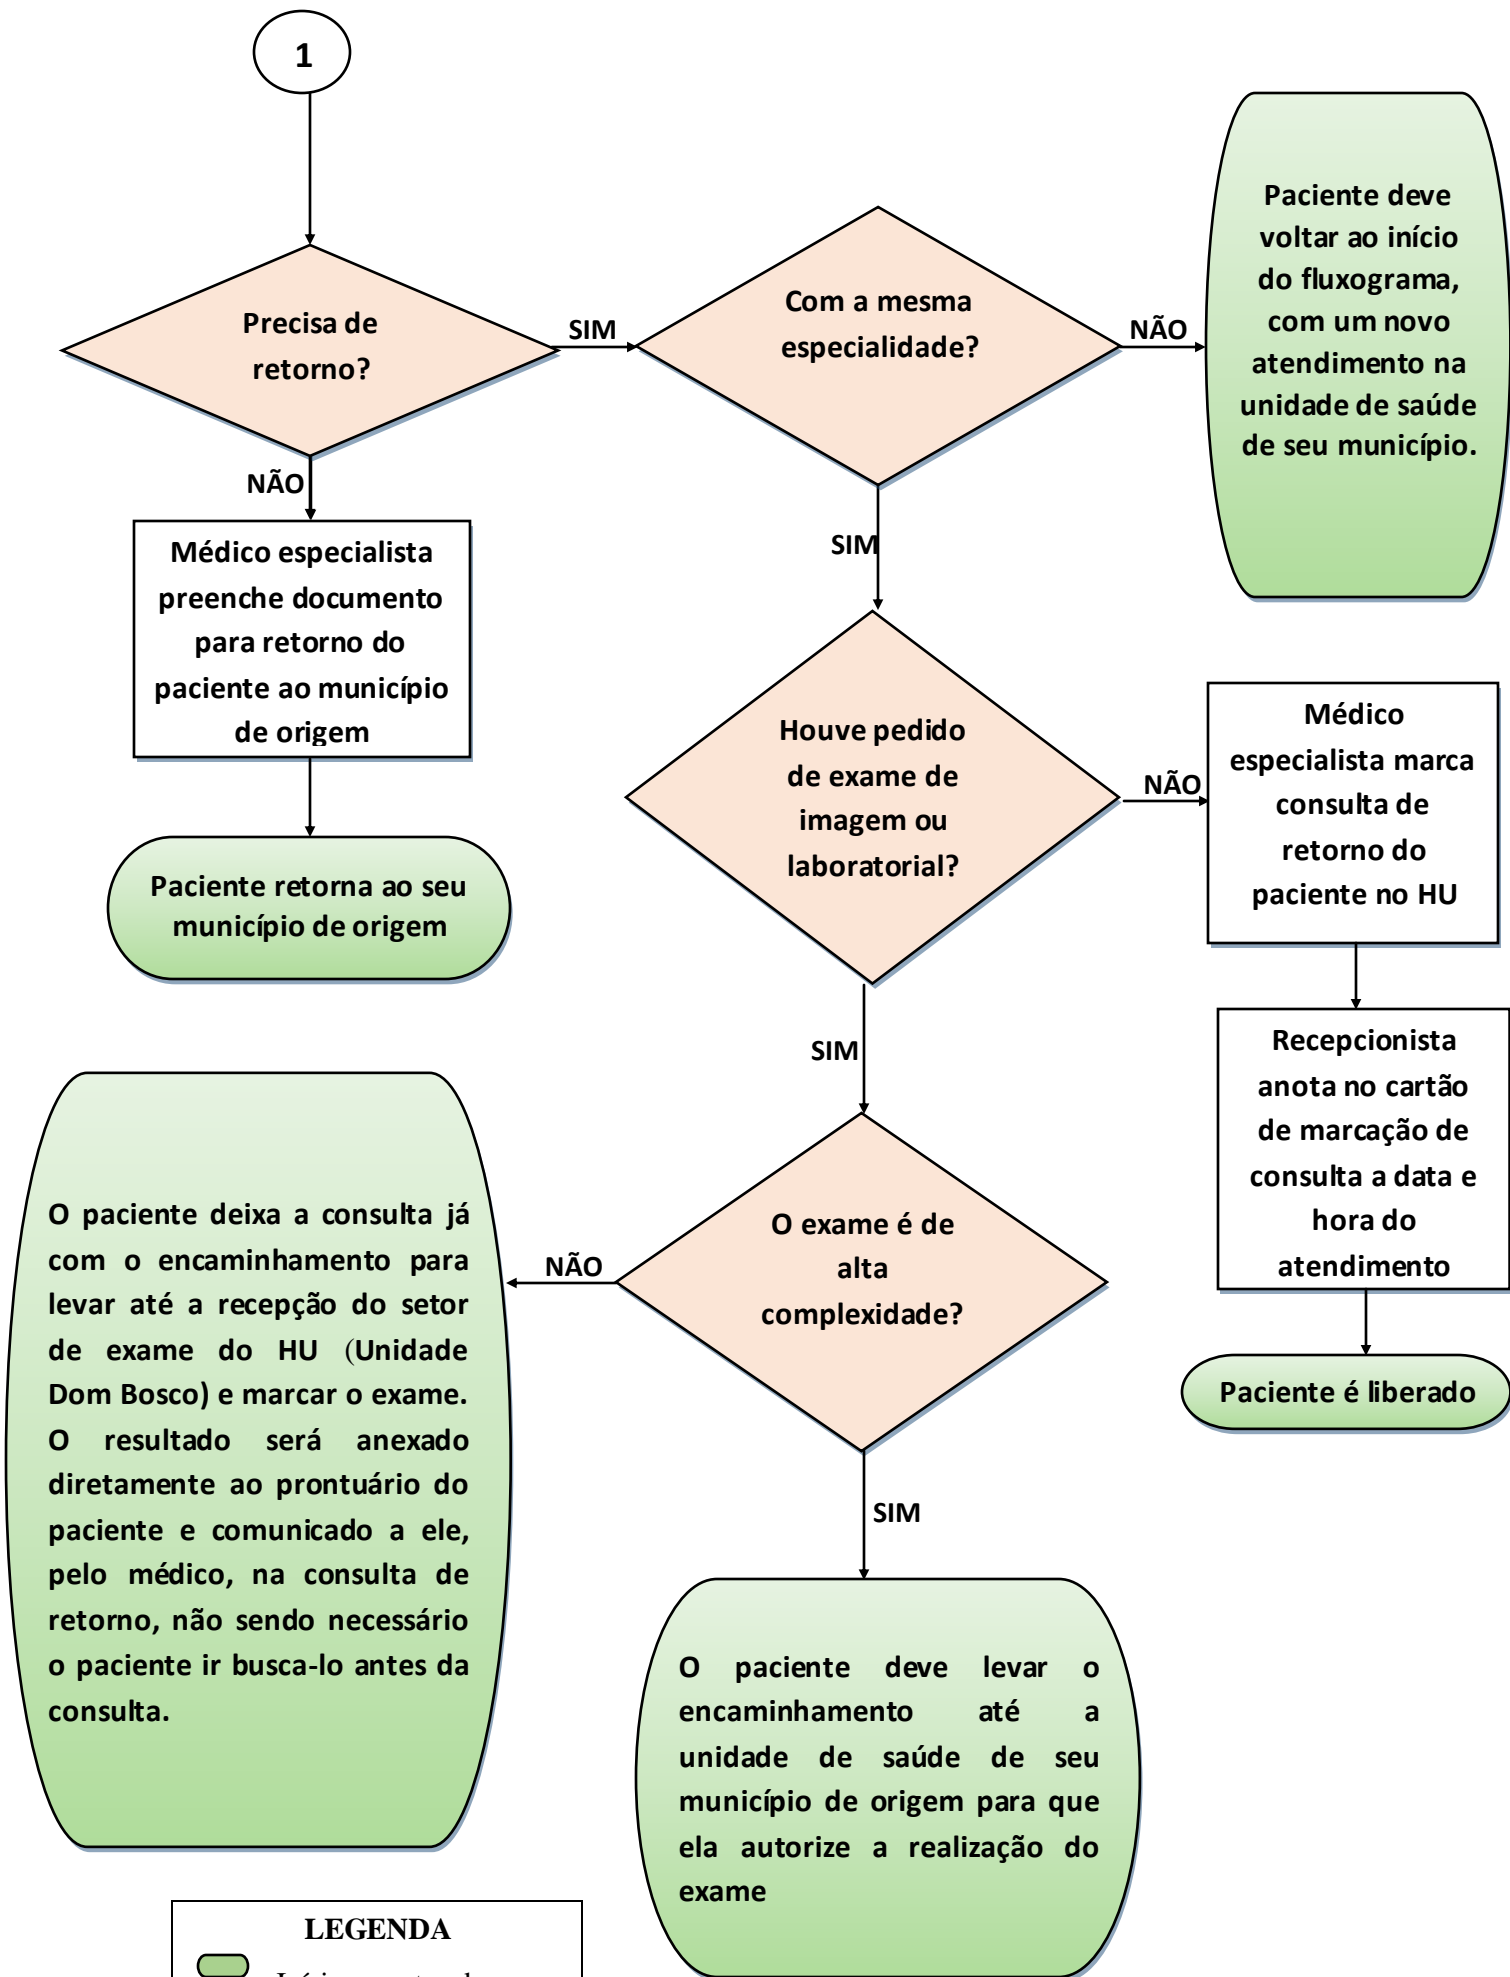 1
Precisa de
retorno?
SIM
Com a mesma
especialidade?
NÃO
Paciente deve
voltar ao início
do fluxograma,
com um novo
atendimento na
unidade de saúde
de seu município.
NÃO
Médico especialista
preenche documento
para retorno do
paciente ao município
de origem
Paciente retorna ao seu
município de origem
SIM
Houve pedido
de exame de
imagem ou
laboratorial?
NÃO
Médico
especialista marca
consulta de
retorno do
paciente no HU
Recepcionista
anota no cartão
de marcação de
consulta a data e
hora do
atendimento
Paciente é liberado
SIM
O exame é de
alta
complexidade?
NÃO
O paciente deixa a consulta já
com o encaminhamento para
levar até a recepção do setor
de exame do HU (Unidade
Dom Bosco) e marcar o exame.
O resultado será anexado
diretamente ao prontuário do
paciente e comunicado a ele,
pelo médico, na consulta de
retorno, não sendo necessário
o paciente ir busca-lo antes da
consulta.
SIM
O paciente deve levar o
encaminhamento até a
unidade de saúde de seu
município de origem para que
ela autorize a realização do
exame
LEGENDA